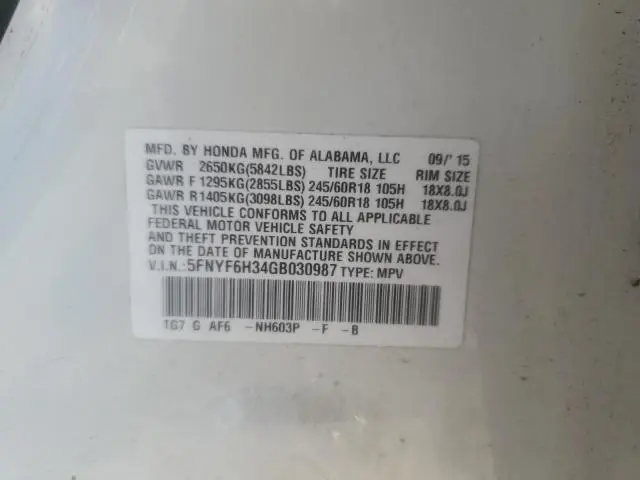 MFD. BY HONDA MFG. OF ALABAMA, LLC 09/'15
GVWR 2650KG(5842LBS) TIRE SIZE RIM SIZE
GAWR F 1295KG(2855LBS) 245/60R18 105H 18X8.0J
GAWR R 1405KG(3098LBS) 245/60R18 105H 18X8.0J
THIS VEHICLE CONFORMS TO ALL APPLICABLE
FEDERAL MOTOR VEHICLE SAFETY
AND THEFT PREVENTION STANDARDS IN EFFECT
ON THE DATE OF MANUFACTURE SHOWN ABOVE.
V.I.N.: 5FNYF6H34GB030987 TYPE: MPV
TG7 G AF6 -NH603P -F -B